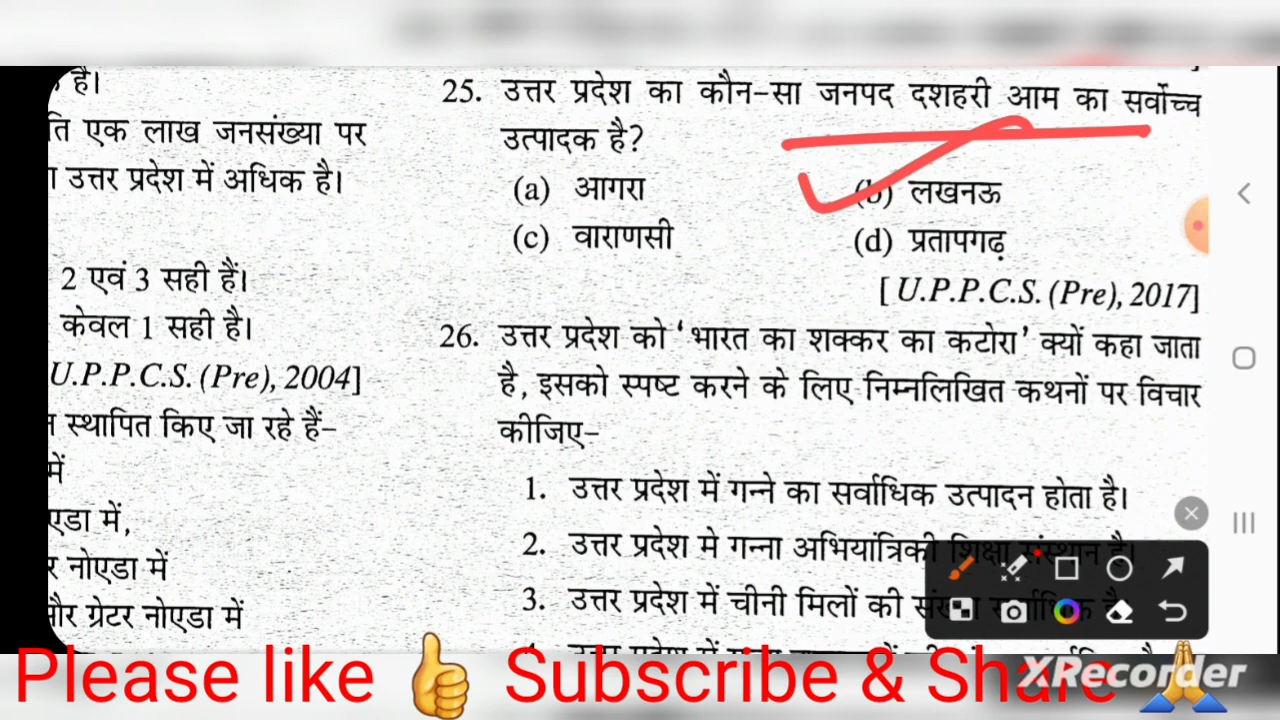 है।
ति एक लाख जनसंख्या पर
उत्तर प्रदेश में अधिक है।
2 एवं 3 सही हैं।
केवल 1 सही है।
U.P.P.C.S. (Pre), 2004]
स्थापित किए जा रहे हैं–
में
एडा में,
र नोएडा में
और ग्रेटर नोएडा में
25. उत्तर प्रदेश का कौन-सा जनपद दशहरी आम का सर्वोच्च
उत्पादक है?
(a) आगरा (b) लखनऊ
(c) वाराणसी (d) प्रतापगढ़
[ U.P.P.C.S. (Pre), 2017]
26. उत्तर प्रदेश को ‘भारत का शक्कर का कटोरा’ क्यों कहा जाता
है, इसको स्पष्ट करने के लिए निम्नलिखित कथनों पर विचार
कीजिए–
1. उत्तर प्रदेश में गन्ने का सर्वाधिक उत्पादन होता है।
2. उत्तर प्रदेश मे गन्ना अभियांत्रिकी शिक्षा संस्थान है।
3. उत्तर प्रदेश में चीनी मिलों की संख्या सर्वाधिक है
Please like 👍 Subscribe & Share 🙏
XRecorder